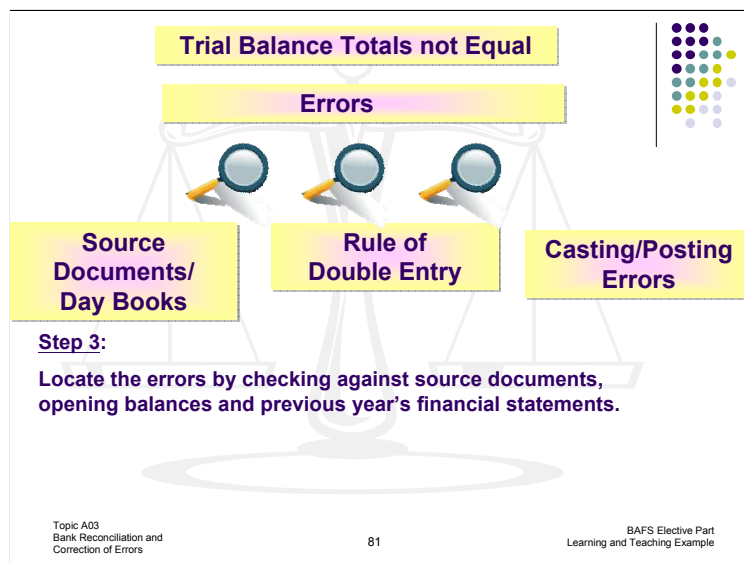 Trial Balance Totals not Equal
Errors
Source
Documents/
Day Books
Rule of
Double Entry
Casting/Posting
Errors
Step 3:
Locate the errors by checking against source documents,
opening balances and previous year's financial statements.
Topic A03
Bank Reconciliation and
Correction of Errors
81
BAFS Elective Part
Learning and Teaching Example